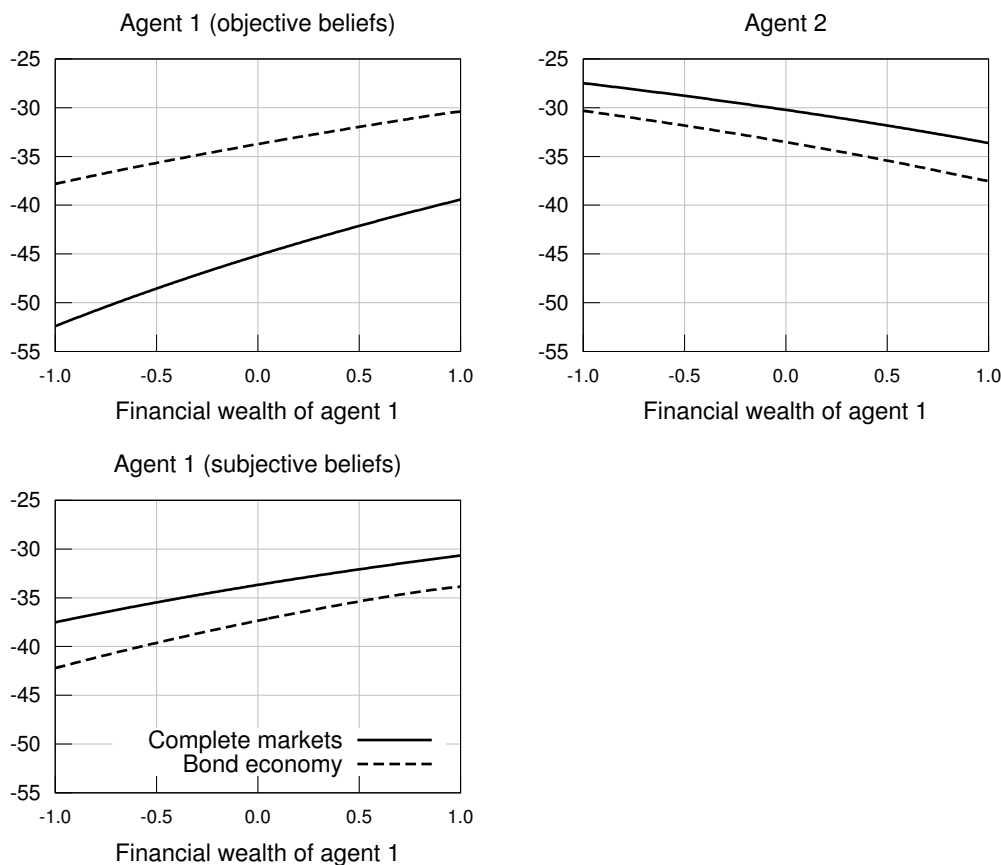 Agent 1 (objective beliefs)
-25
-30
-35
-40
-45
-50
-55
-1.0 -0.5 0.0 0.5 1.0
Financial wealth of agent 1
Agent 2
-25
-30
-35
-40
-45
-50
-55
-1.0 -0.5 0.0 0.5 1.0
Financial wealth of agent 1
Agent 1 (subjective beliefs)
-25
-30
-35
-40
-45
-50
-55
Complete markets
Bond economy
-1.0 -0.5 0.0 0.5 1.0
Financial wealth of agent 1